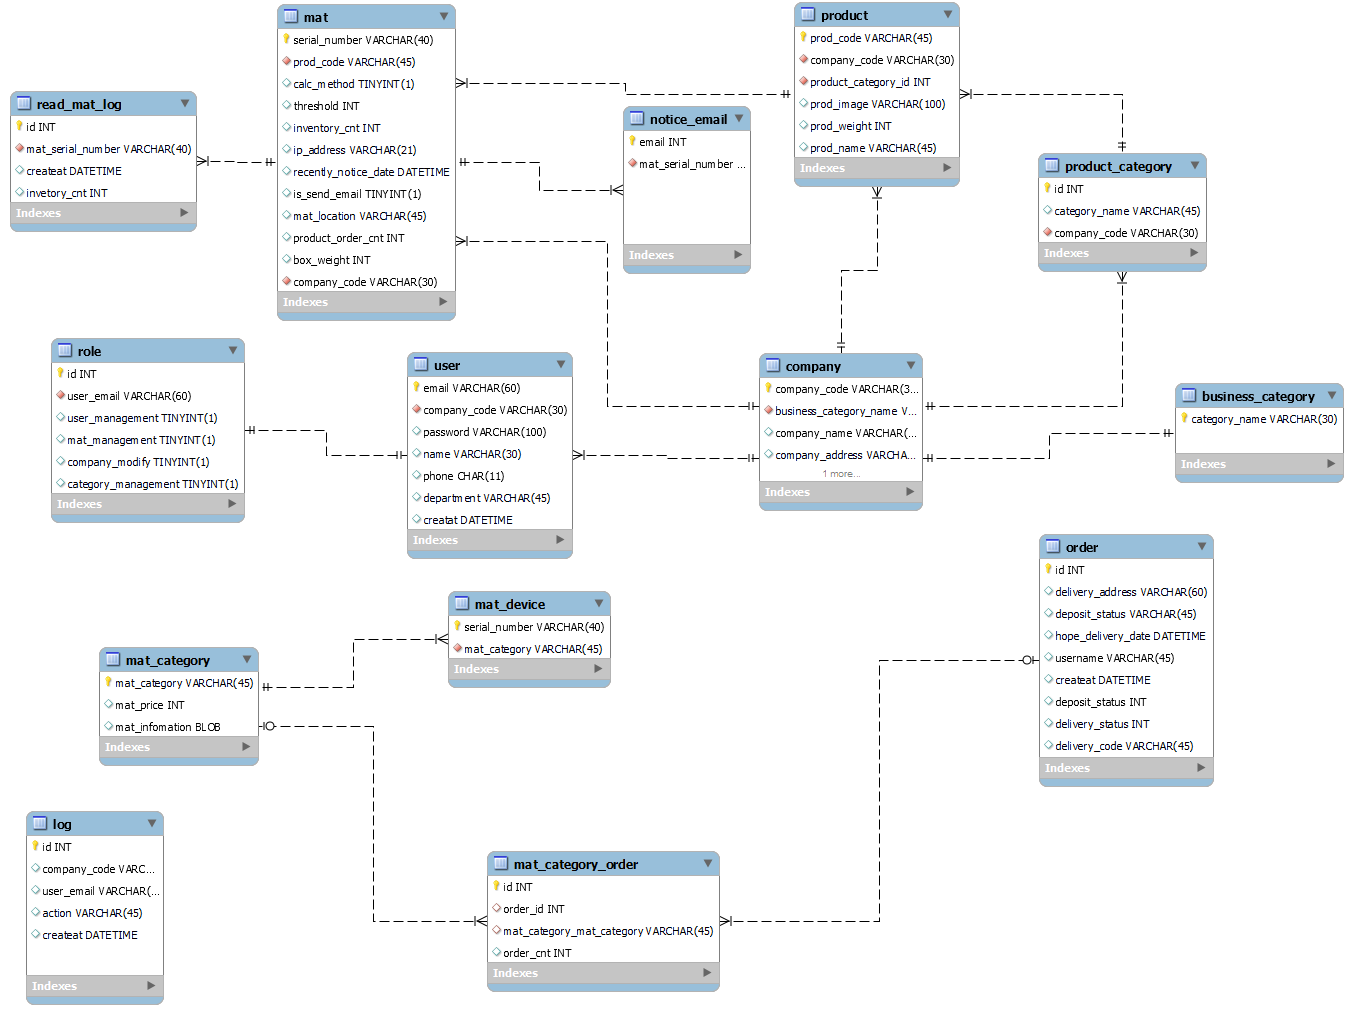 mat
serial_number VARCHAR(40)
prod_code VARCHAR(45)
calc_method TINYINT(1)
threshold INT
inventory_cnt INT
ip_address VARCHAR(21)
recently_notice_date DATETIME
is_send_email TINYINT(1)
mat_location VARCHAR(45)
product_order_cnt INT
box_weight INT
company_code VARCHAR(30)
Indexes
product
prod_code VARCHAR(45)
company_code VARCHAR(30)
product_category_id INT
prod_image VARCHAR(100)
prod_weight INT
prod_name VARCHAR(45)
Indexes
read_mat_log
id INT
mat_serial_number VARCHAR(40)
createat DATETIME
invetory_cnt INT
Indexes
notice_email
email INT
mat_serial_number ...
Indexes
product_category
id INT
category_name VARCHAR(45)
company_code VARCHAR(30)
Indexes
role
id INT
user_email VARCHAR(60)
user_management TINYINT(1)
mat_management TINYINT(1)
company_modify TINYINT(1)
category_management TINYINT(1)
Indexes
user
email VARCHAR(60)
company_code VARCHAR(30)
password VARCHAR(100)
name VARCHAR(30)
phone CHAR(11)
department VARCHAR(45)
creatat DATETIME
Indexes
company
company_code VARCHAR(3...
business_category_name V...
company_name VARCHAR(...
company_address VARCHA...
1 more...
Indexes
business_category
category_name VARCHAR(30)
Indexes
order
id INT
delivery_address VARCHAR(60)
deposit_status VARCHAR(45)
hope_delivery_date DATETIME
username VARCHAR(45)
createat DATETIME
deposit_status INT
delivery_status INT
delivery_code VARCHAR(45)
Indexes
mat_device
serial_number VARCHAR(40)
mat_category VARCHAR(45)
Indexes
mat_category
mat_category VARCHAR(45)
mat_price INT
mat_infomation BLOB
Indexes
log
id INT
company_code VARC...
user_email VARCHAR(...
action VARCHAR(45)
createat DATETIME
Indexes
mat_category_order
id INT
order_id INT
mat_category_mat_category VARCHAR(45)
order_cnt INT
Indexes